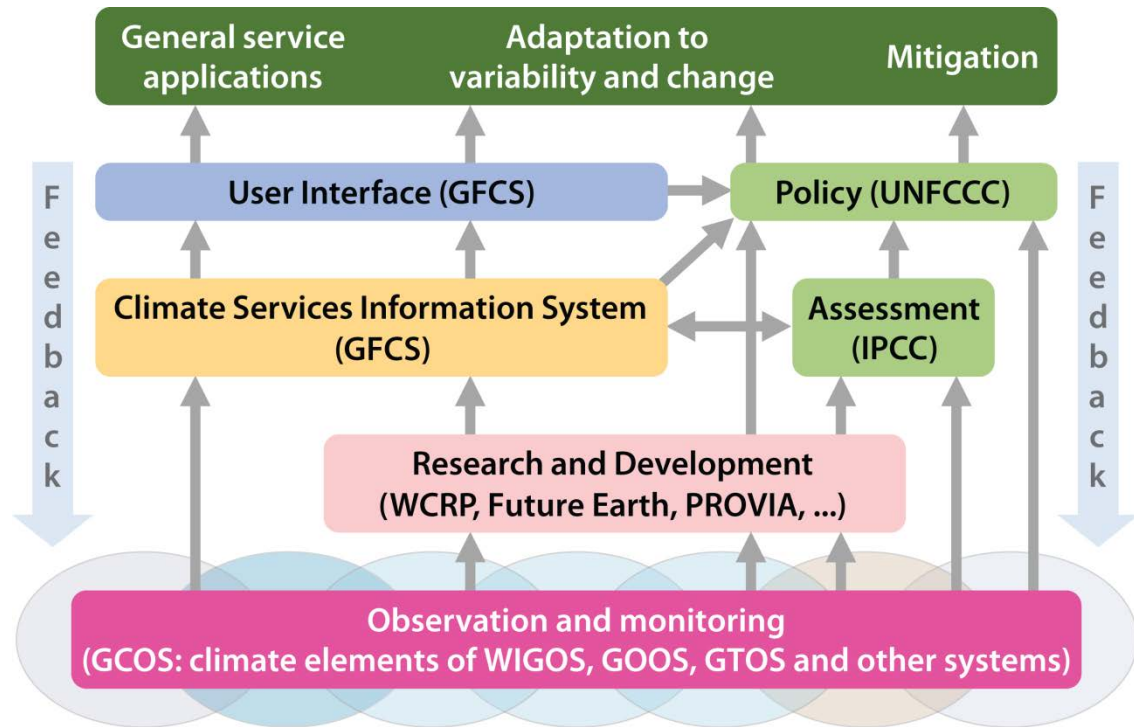 General service
applications
Adaptation to
variability and change
Mitigation
Feedback
User Interface (GFCS)
Policy (UNFCCC)
Feedback
Climate Services Information System
(GFCS)
Assessment
(IPCC)
Research and Development
(WCRP, Future Earth, PROVIA, ...)
Observation and monitoring
(GCOS: climate elements of WIGOS, GOOS, GTOS and other systems)